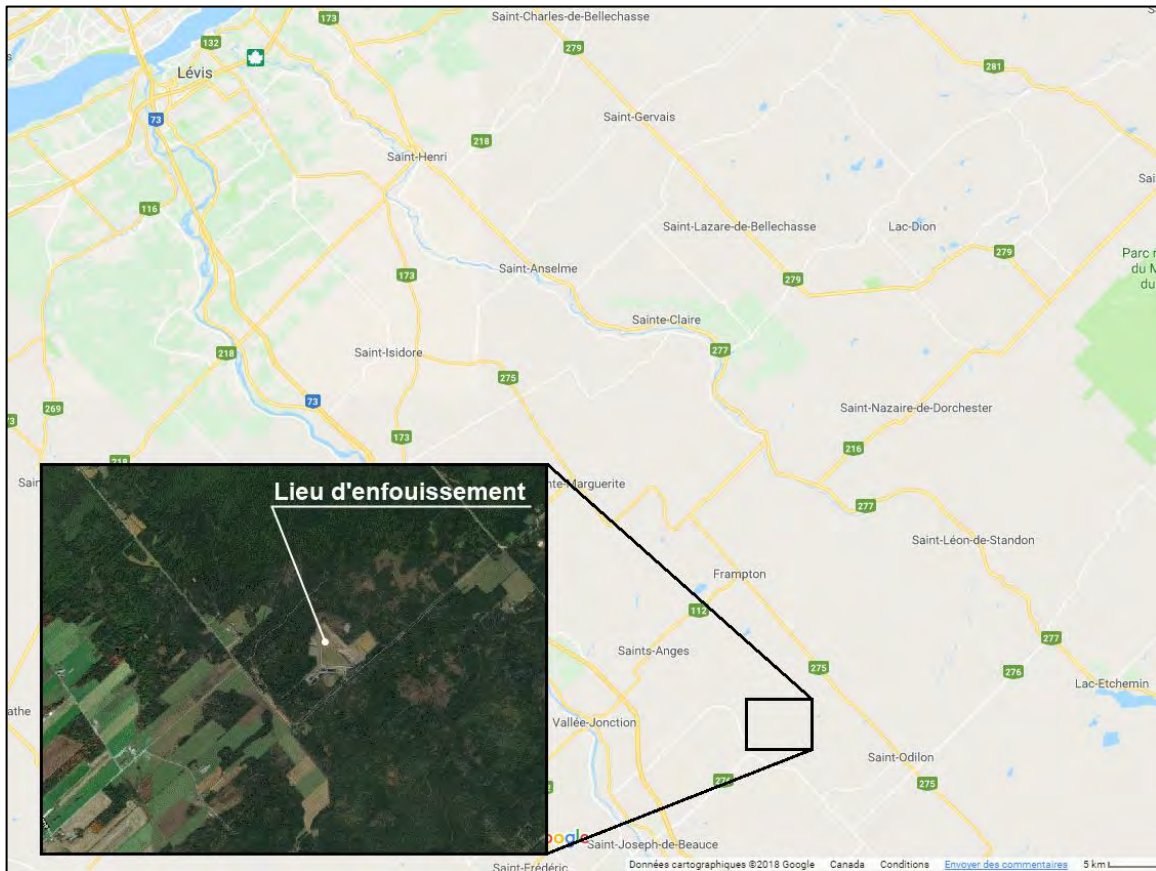 Saint-Charles-de-Bellechasse
173
132
279
Lévis
281
73
Saint-Gervais
218
Saint-Henri
116
Saint-Lazare-de-Bellechasse
Lac-Dion
279
173
Saint-Anselme
279
Sainte-Claire
277
218
Saint-Isidore
275
73
269
Saint-Nazaire-de-Dorchester
173
216
218
Lieu d'enfouissement
277
Saint-Léon-de-Standon
Frampton
112
277
Saints-Anges
275
276
Lac-Etchemin
Vallée-Jonction
Saint-Odilon
275
Saint-Joseph-de-Beauce
Saint-Frédéric
Données cartographiques ©2018 Google Canada Conditions Envoyer des commentaires 5 km